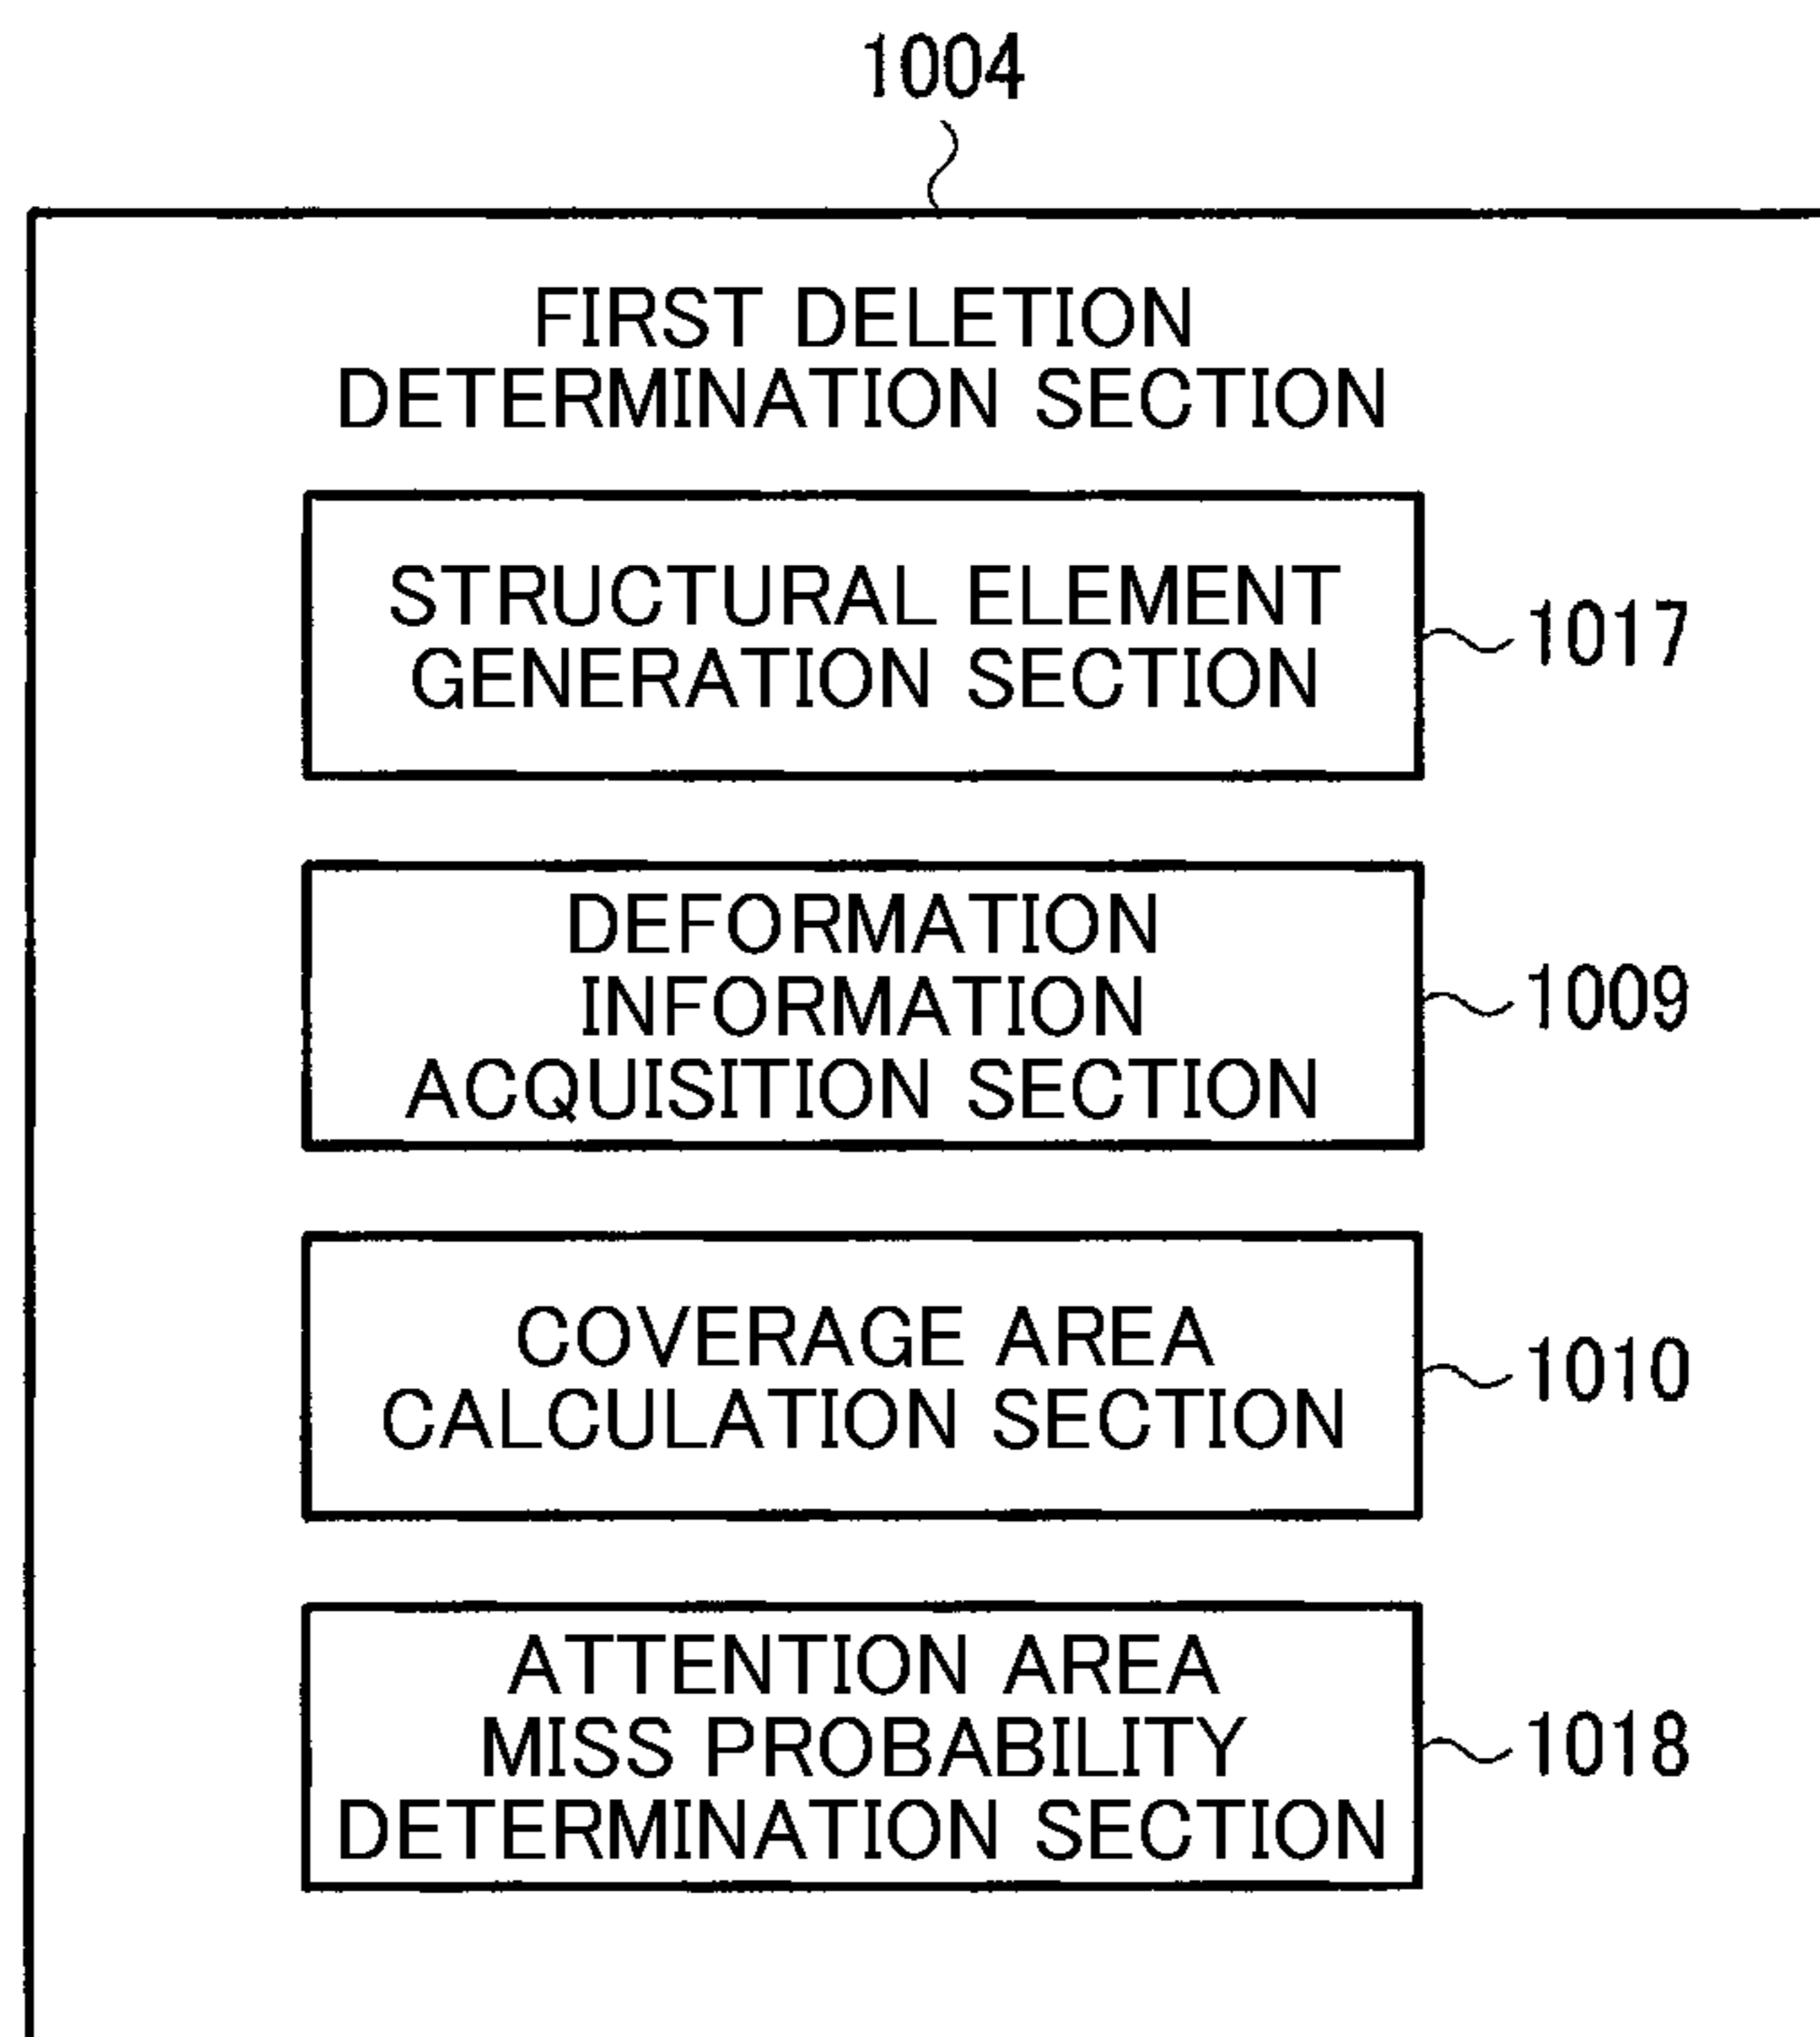 1004
FIRST DELETION
DETERMINATION SECTION
STRUCTURAL ELEMENT
GENERATION SECTION
1017
DEFORMATION
INFORMATION
ACQUISITION SECTION
1009
COVERAGE AREA
CALCULATION SECTION
1010
ATTENTION AREA
MISS PROBABILITY
DETERMINATION SECTION
1018